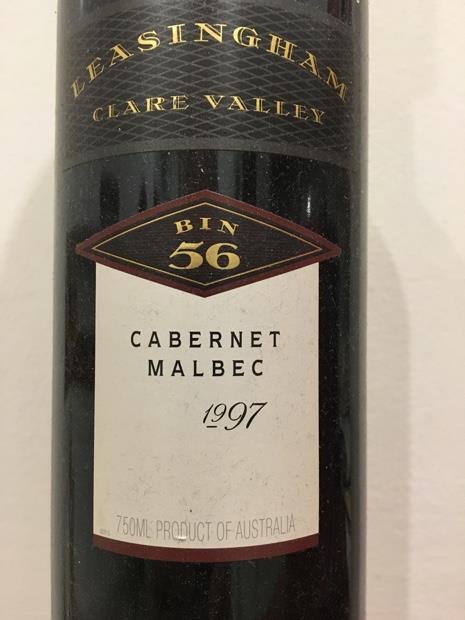 LEASINGHAM
CLARE VALLEY
BIN
56
CABERNET
MALBEC
1997
750ML PRODUCT OF AUSTRALIA